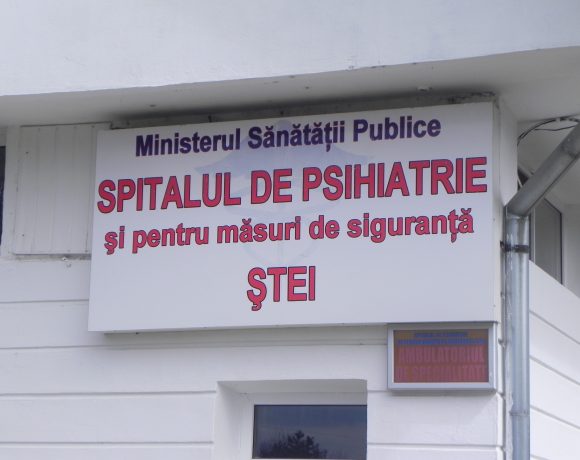 Ministerul Sănătăţii Publice
SPITALUL DE PSIHIATRIE
şi pentru măsuri de siguranţă
ŞTEI
AMBULATORIUL
DE SPECIALITATE